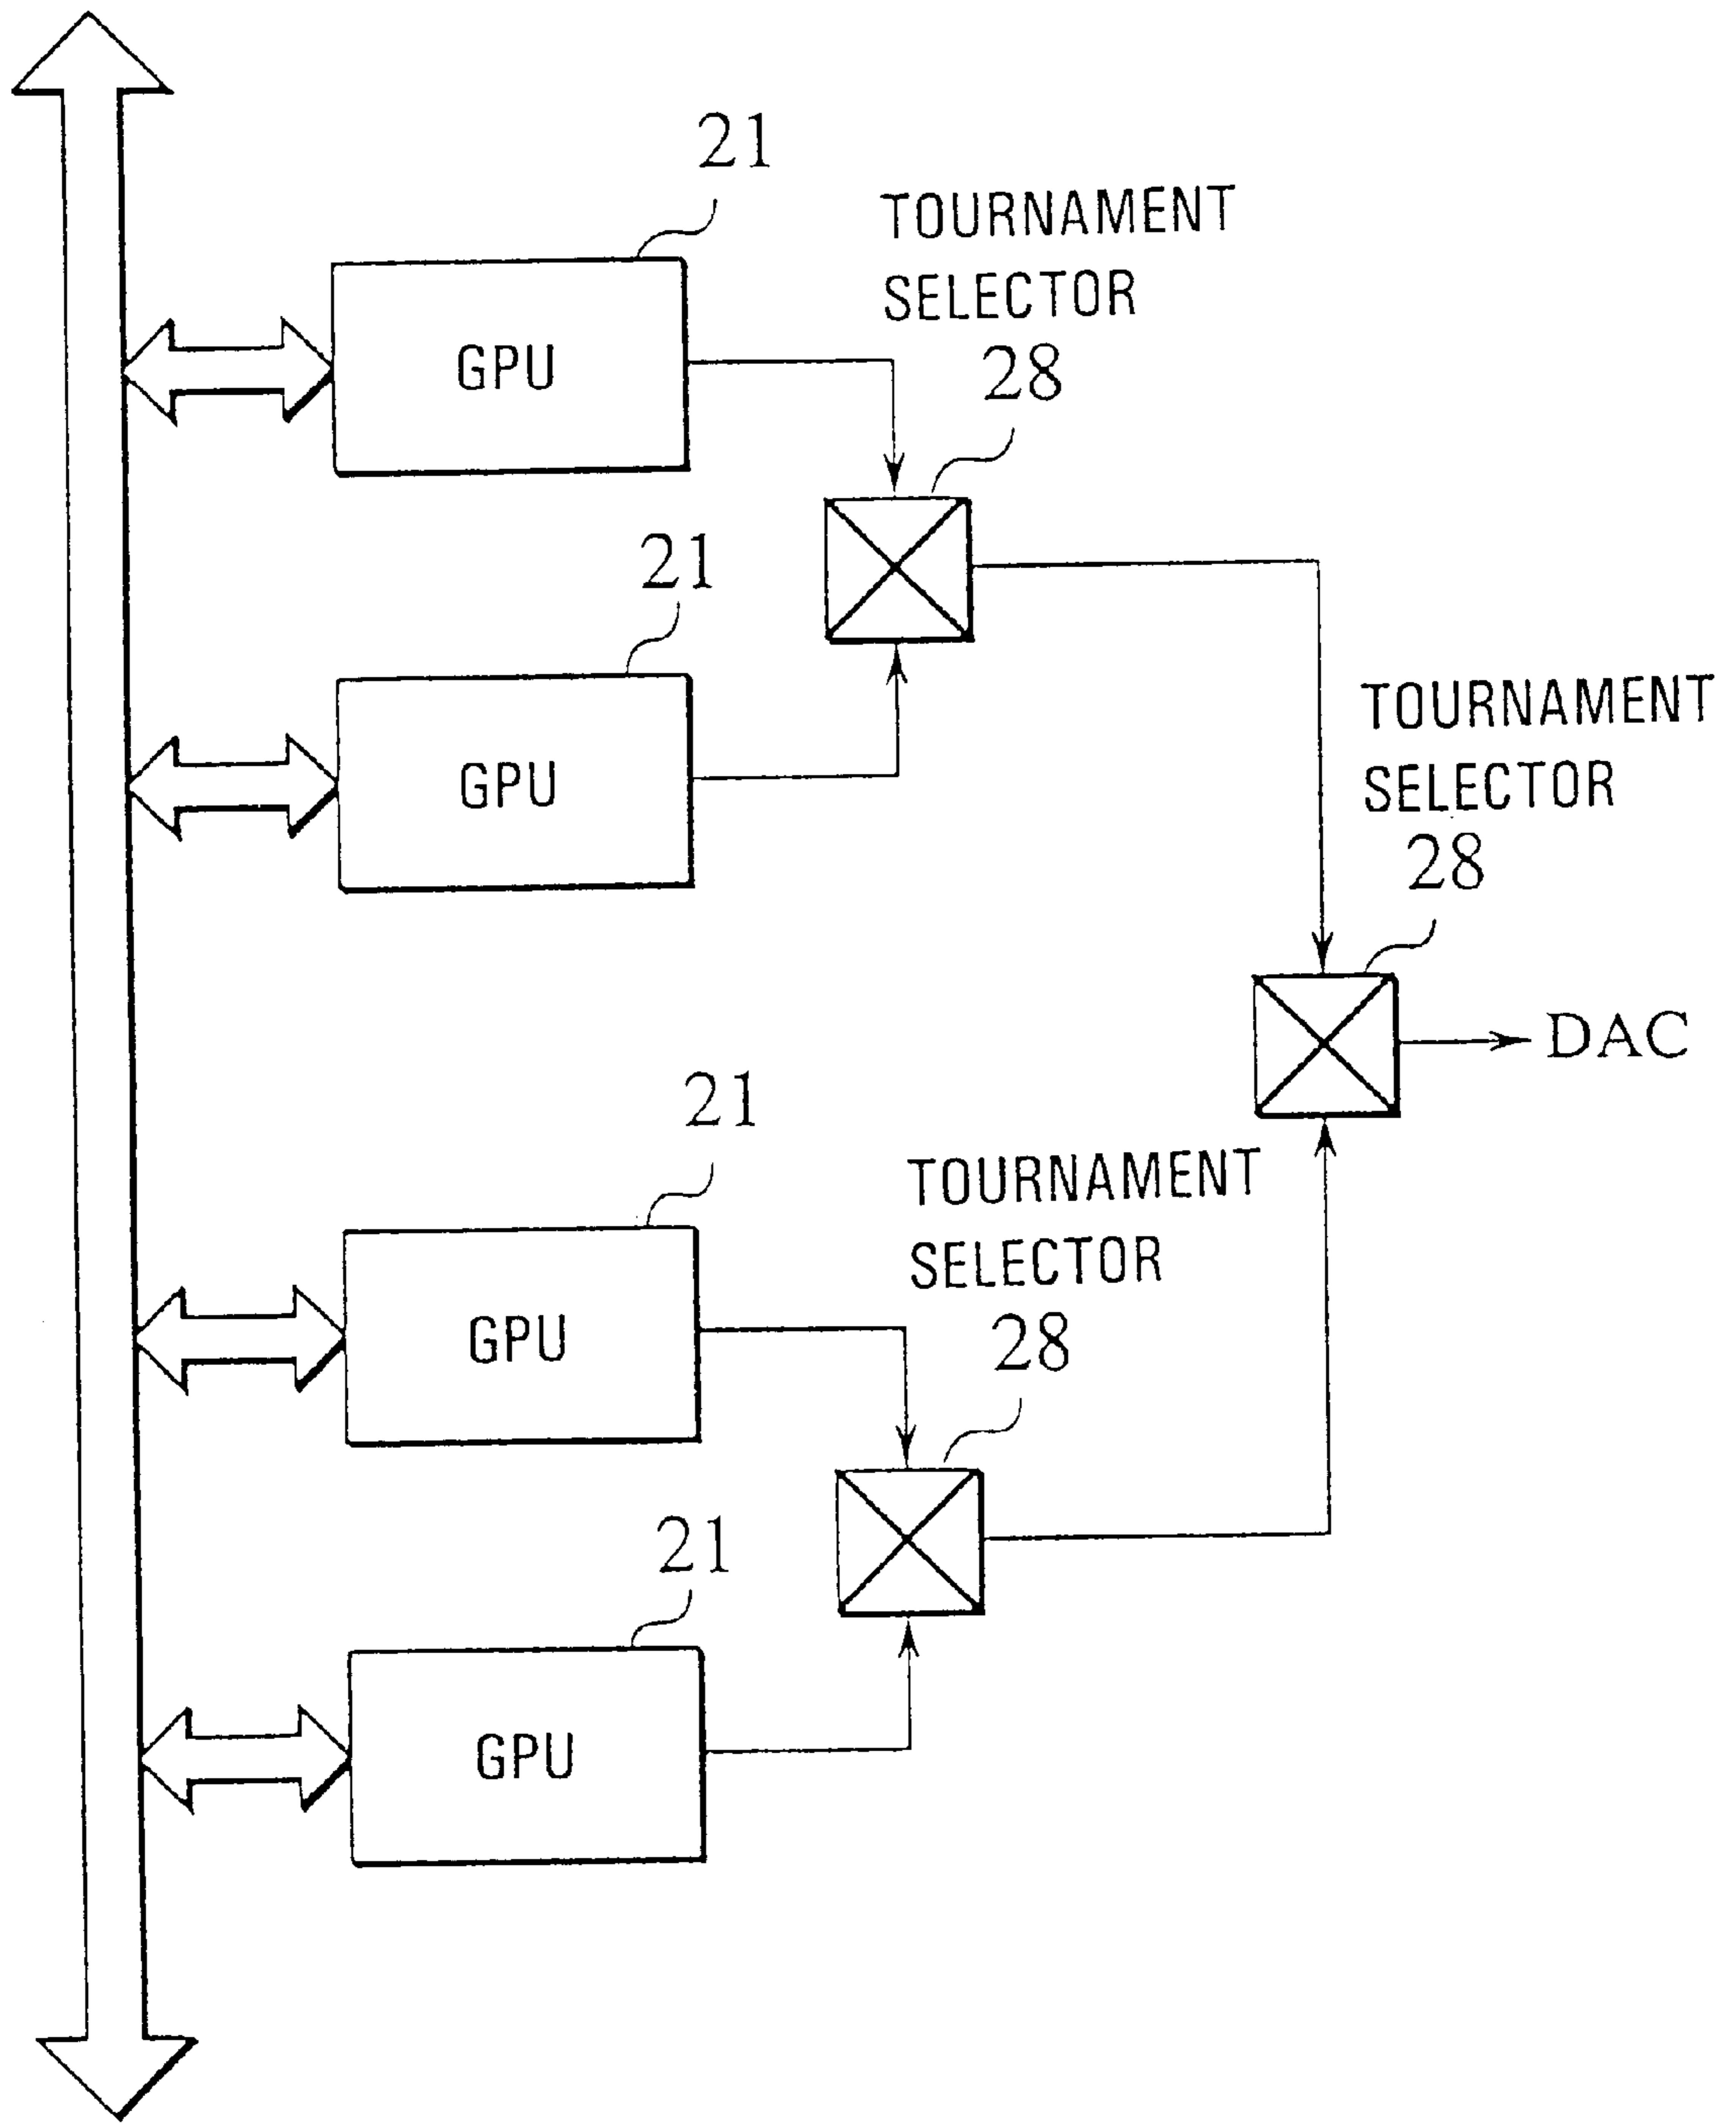 21
TOURNAMENT
SELECTOR
28
GPU
21
GPU
TOURNAMENT
SELECTOR
28
DAC
21
TOURNAMENT
SELECTOR
28
GPU
21
GPU